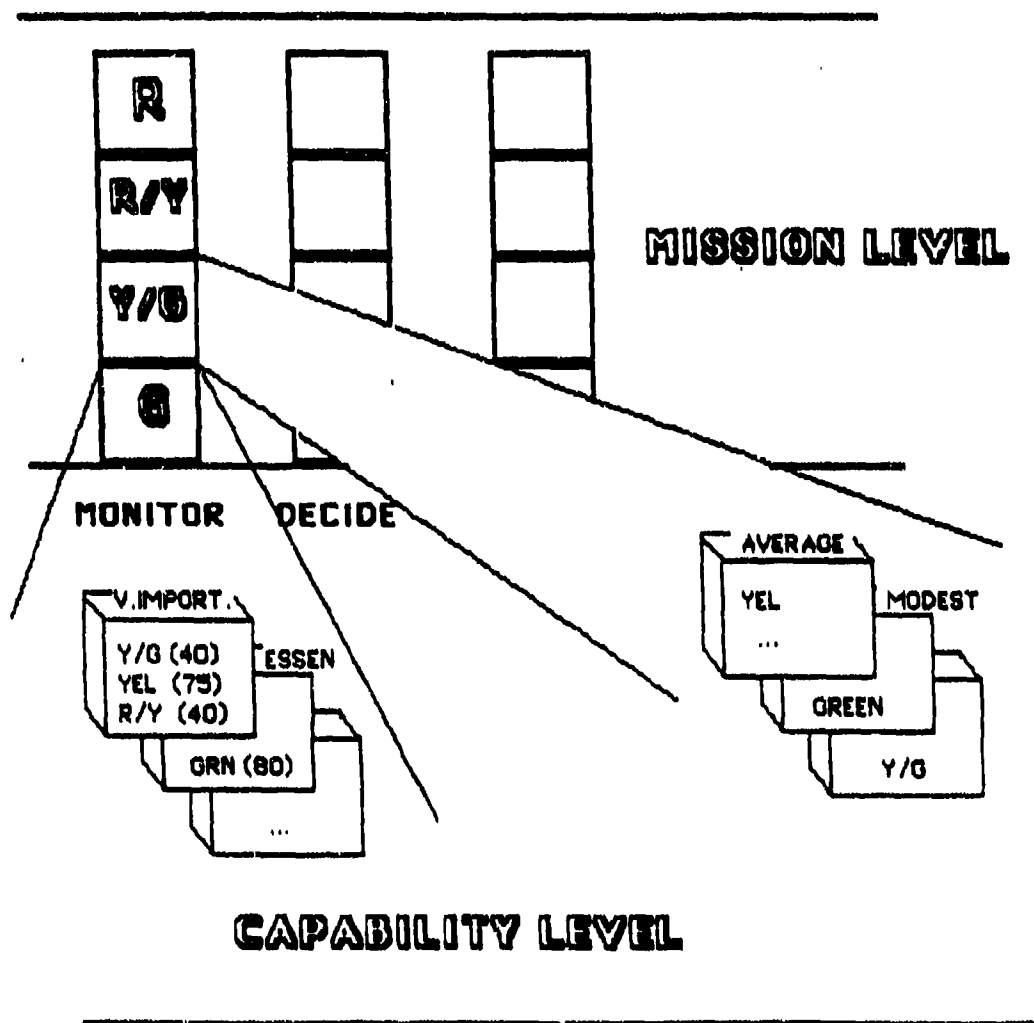 R
R/Y
Y/G
G
MISSION LEVEL
MONITOR
DECIDE
V.IMPORT.
Y/G (40)
YEL (75)
R/Y (40)
ESSEN
GRN (80)
...
AVERAGE
YEL
...
MODEST
GREEN
Y/G
CAPABILITY LEVEL